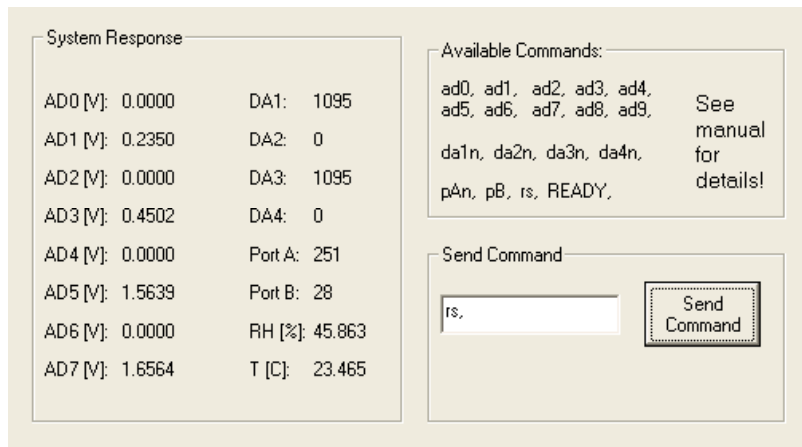 System Response
AD0 [V]: 0.0000 DA1: 1095
AD1 [V]: 0.2350 DA2: 0
AD2 [V]: 0.0000 DA3: 1095
AD3 [V]: 0.4502 DA4: 0
AD4 [V]: 0.0000 Port A: 251
AD5 [V]: 1.5639 Port B: 28
AD6 [V]: 0.0000 RH [%]: 45.863
AD7 [V]: 1.6564 T [C]: 23.465
Available Commands:
ad0, ad1, ad2, ad3, ad4,
ad5, ad6, ad7, ad8, ad9,
da1n, da2n, da3n, da4n,
pAn, pB, rs, READY,
See
manual
for
details!
Send Command
rs,
Send
Command